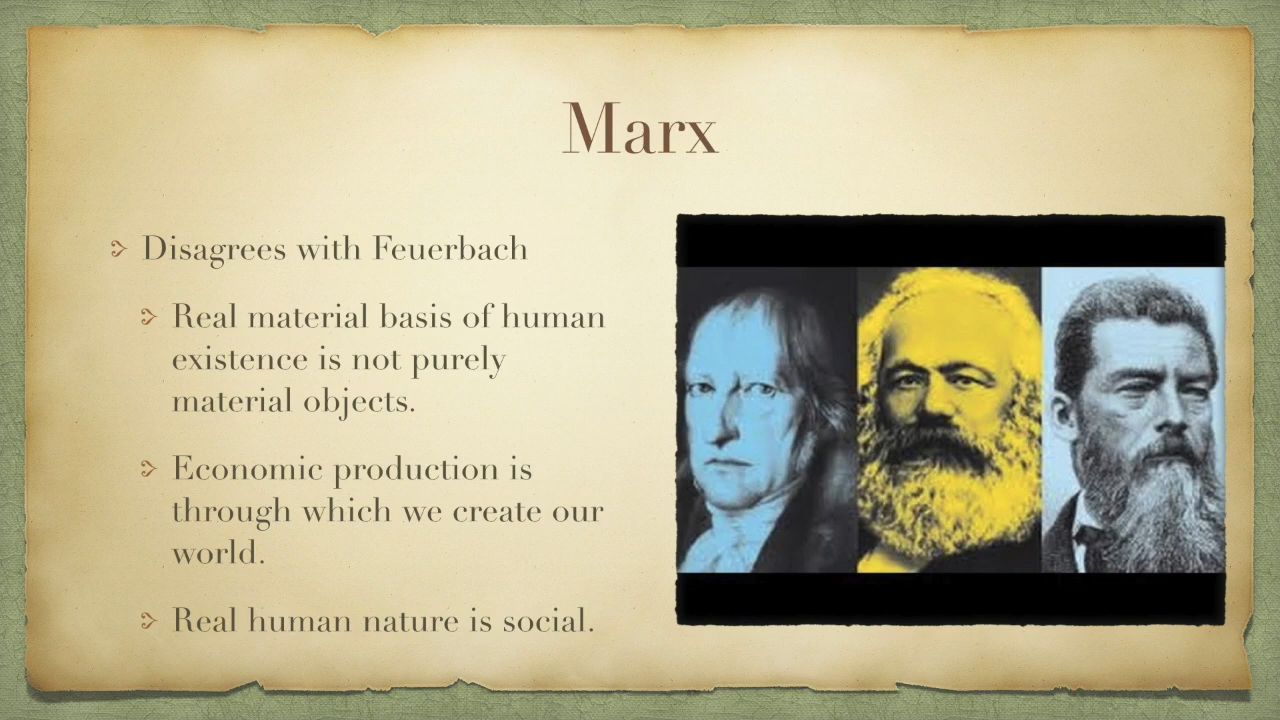 Marx
Disagrees with Feuerbach
Real material basis of human
existence is not purely
material objects.
Economic production is
through which we create our
world.
Real human nature is social.